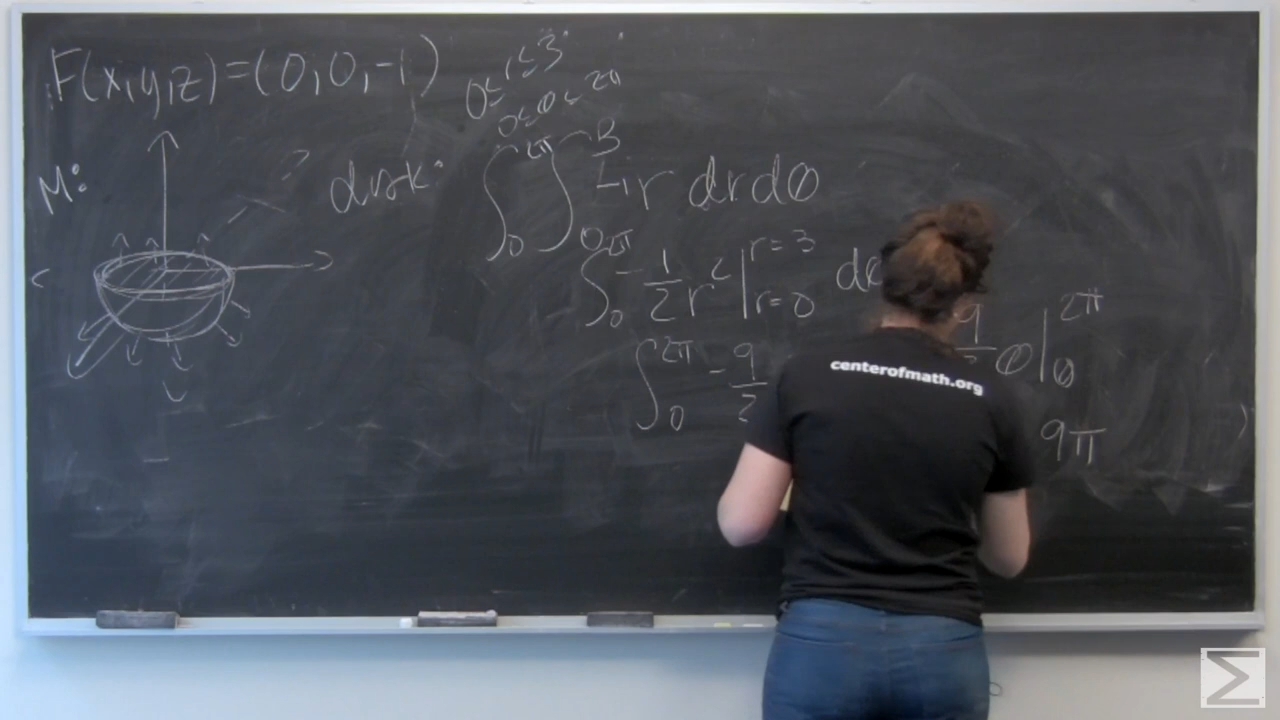 F(x,y,z)=(0,0,-1)
0≤r≤3
0≤θ≤2π
M:
disk: ∫₀^2π ∫₀^3 -1r dr dθ
∫₀^2π -1/2 r² |r=0^r=3 dθ
∫₀^2π -9/2
9/2 θ |₀^2π
9π
centerofmath.org
Σ